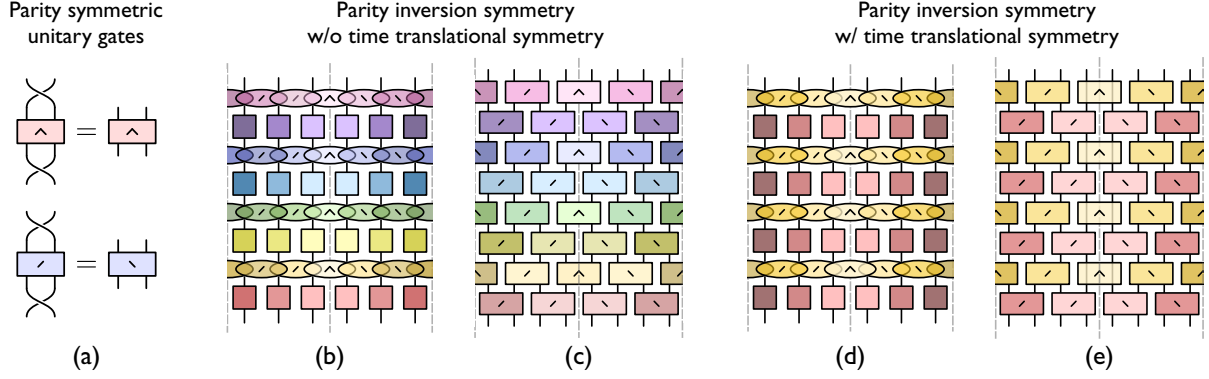 Parity symmetric
unitary gates
Parity inversion symmetry
w/o time translational symmetry
Parity inversion symmetry
w/ time translational symmetry
=
=
(a)
(b)
(c)
(d)
(e)